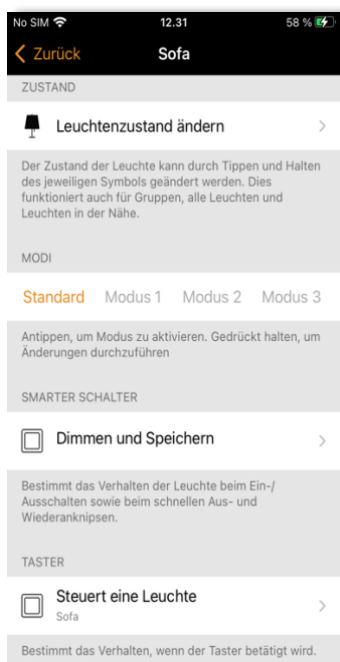 No SIM 12.31 58 %
Zurück Sofa
ZUSTAND
Leuchtenzustand ändern
Der Zustand der Leuchte kann durch Tippen und Halten
des jeweiligen Symbols geändert werden. Dies
funktioniert auch für Gruppen, alle Leuchten und
Leuchten in der Nähe.
MODI
Standard Modus 1 Modus 2 Modus 3
Antippen, um Modus zu aktivieren. Gedrückt halten, um
Änderungen durchzuführen
SMARTER SCHALTER
Dimmen und Speichern
Bestimmt das Verhalten der Leuchte beim Ein-/
Ausschalten sowie beim schnellen Aus- und
Wiederanknipsen.
TASTER
Steuert eine Leuchte
Sofa
Bestimmt das Verhalten, wenn der Taster betätigt wird.